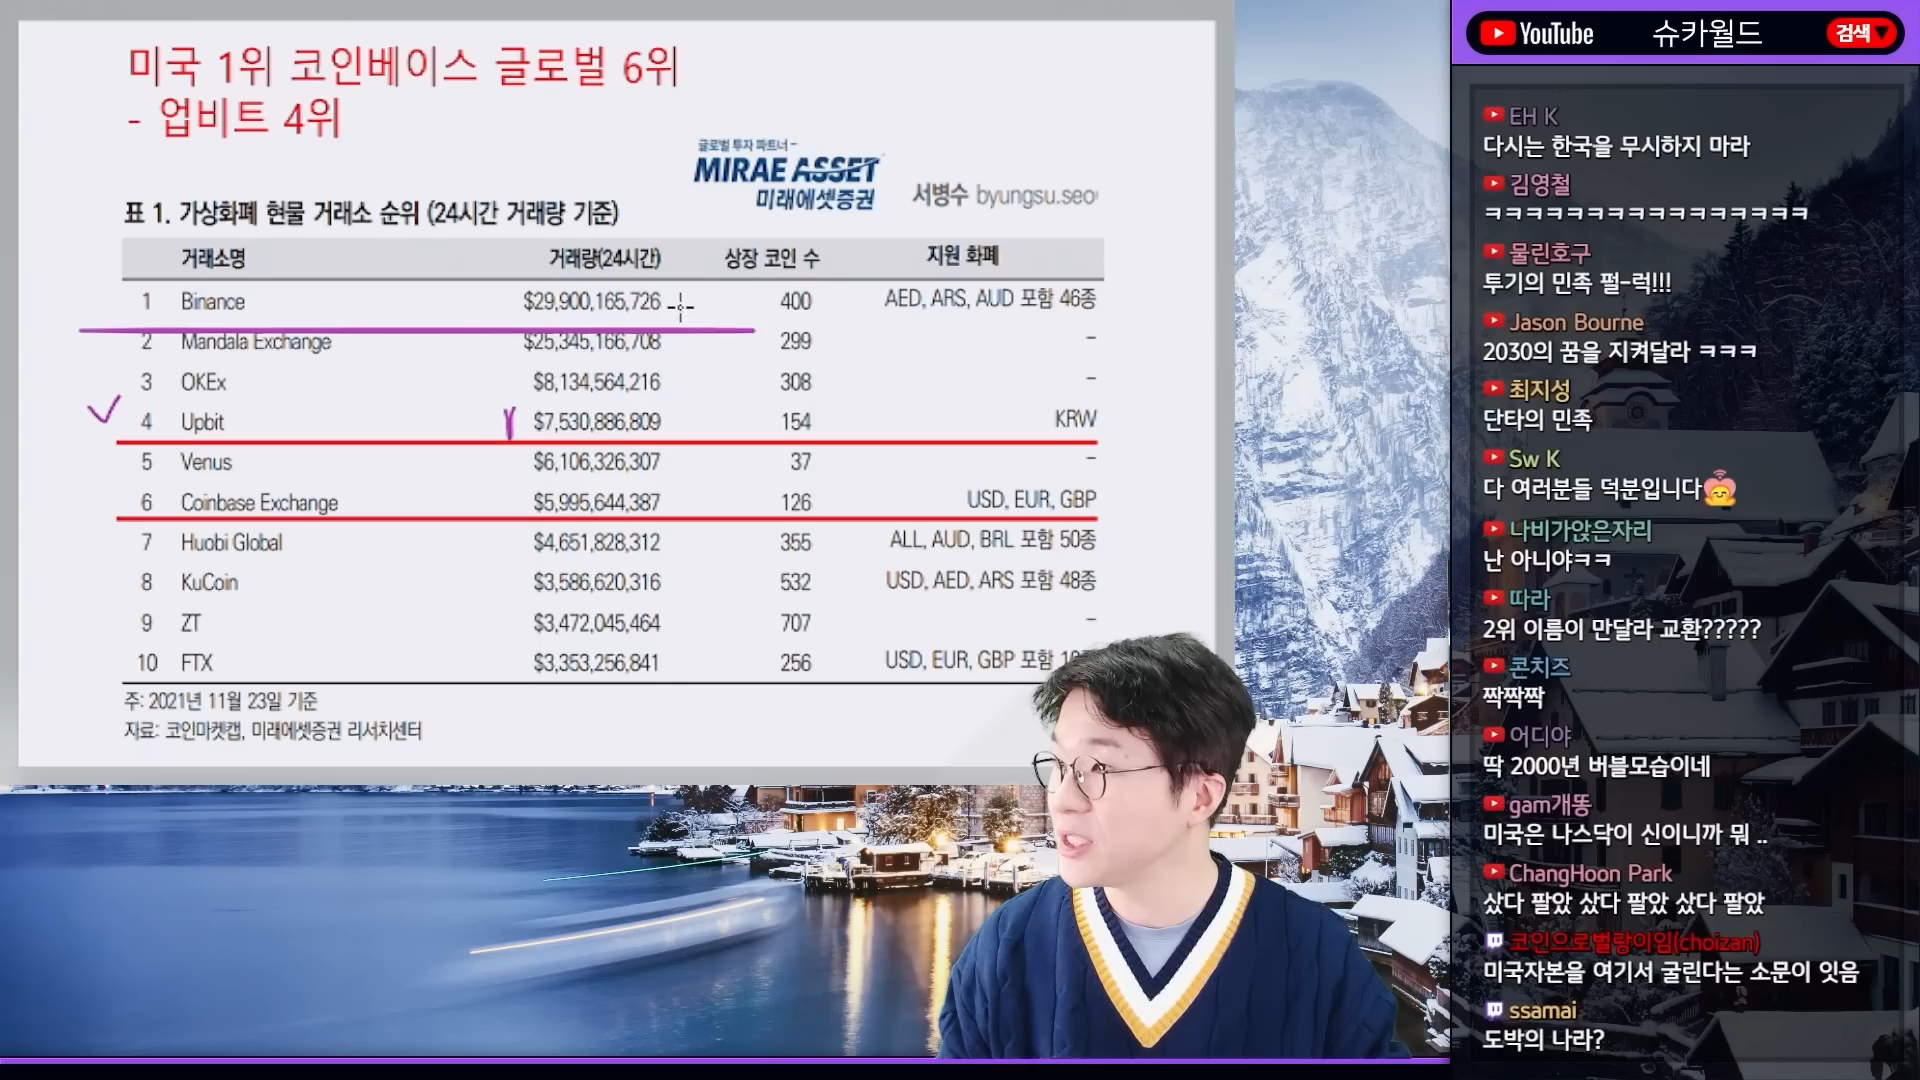 미국 1위 코인베이스 글로벌 6위
- 업비트 4위
글로벌 투자 파트너 -
MIRAE ASSET
미래에셋증권
서병수 byungsu.seo
표 1. 가상화폐 현물 거래소 순위 (24시간 거래량 기준)
거래소명 거래량(24시간) 상장 코인 수 지원 화폐
1 Binance $29,900,165,726 400 AED, ARS, AUD 포함 46종
2 Mandala Exchange $25,345,166,708 299 -
3 OKEx $8,134,564,216 308 -
4 Upbit $7,530,886,809 154 KRW
5 Venus $6,106,326,307 37 -
6 Coinbase Exchange $5,995,644,387 126 USD, EUR, GBP
7 Huobi Global $4,651,828,312 355 ALL, AUD, BRL 포함 50종
8 KuCoin $3,586,620,316 532 USD, AED, ARS 포함 48종
9 ZT $3,472,045,464 707 -
10 FTX $3,353,256,841 256 USD, EUR, GBP 포함
주: 2021년 11월 23일 기준
자료: 코인마켓캡, 미래에셋증권 리서치센터
YouTube 슈카월드 검색
EH K
다시는 한국을 무시하지 마라
김영철
ㅋㅋㅋㅋㅋㅋㅋㅋㅋㅋㅋㅋㅋㅋㅋㅋ
물린호구
투기의 민족 펄-럭!!!
Jason Bourne
2030의 꿈을 지켜달라 ㅋㅋㅋ
최지성
단타의 민족
Sw K
다 여러분들 덕분입니다
나비가앉은자리
난 아니야ㅋㅋ
따라
2위 이름이 만달라 교환?????
콘치즈
짝짝짝
어디야
딱 2000년 버블모습이네
gam개똥
미국은 나스닥이 신이니까 뭐 ..
ChangHoon Park
샀다 팔았 샀다 팔았 샀다 팔았
코인으로벌랑이임(choizan)
미국자본을 여기서 굴린다는 소문이 잇음
ssamai
도박의 나라?